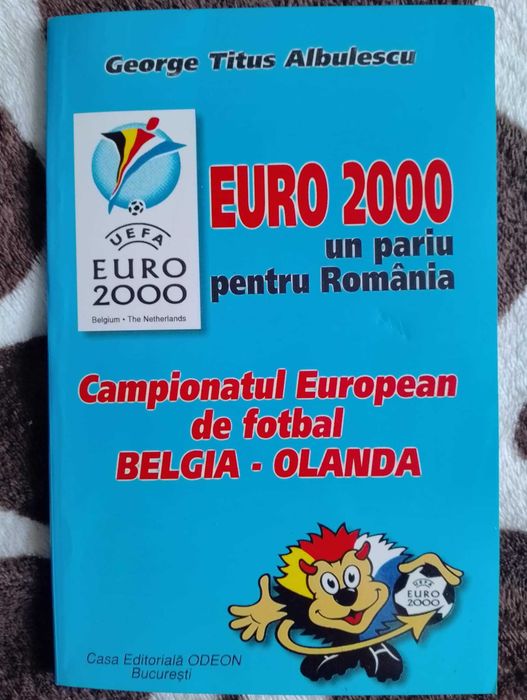 George Titus Albulescu
UEFA
EURO
2000
Belgium • The Netherlands
EURO 2000
un pariu
pentru România
Campionatul European
de fotbal
BELGIA - OLANDA
UEFA
EURO
2000
Casa Editorială ODEON
București